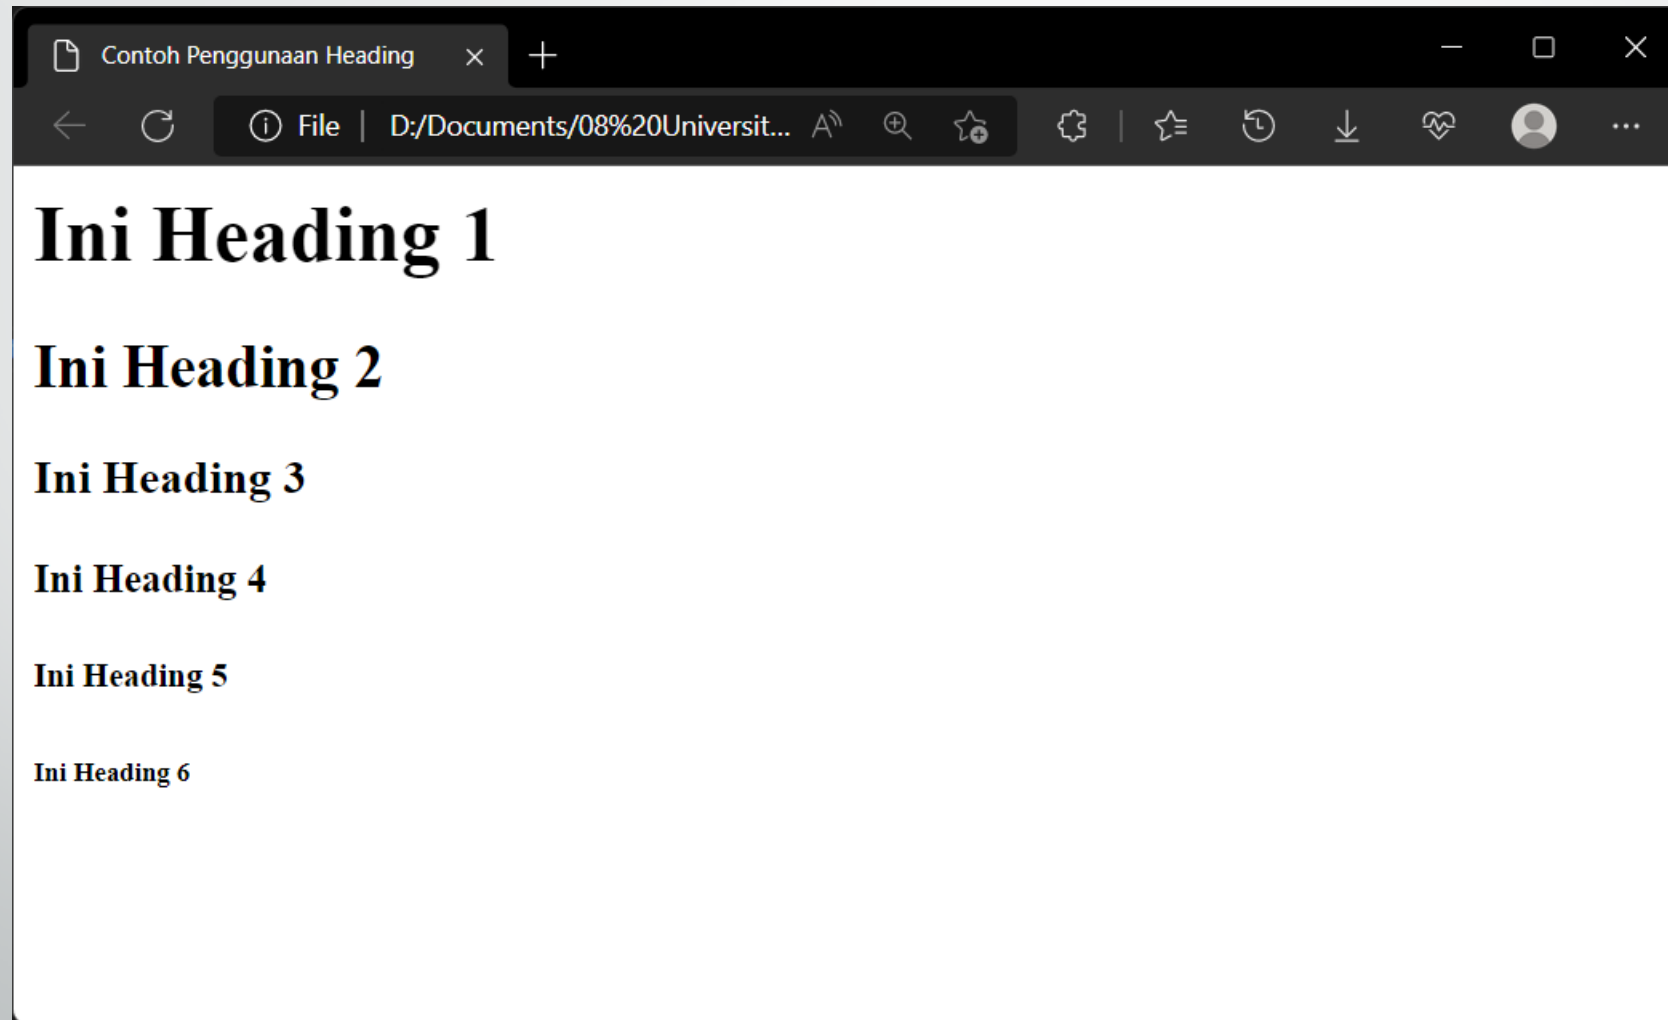 Contoh Penggunaan Heading
File | D:/Documents/08%20Universit...
Ini Heading 1
Ini Heading 2
Ini Heading 3
Ini Heading 4
Ini Heading 5
Ini Heading 6